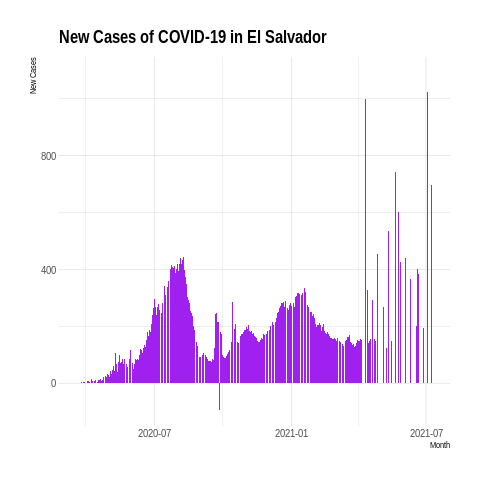 New Cases of COVID-19 in El Salvador
New Cases
800
400
0
2020-07
2021-01
2021-07
Month